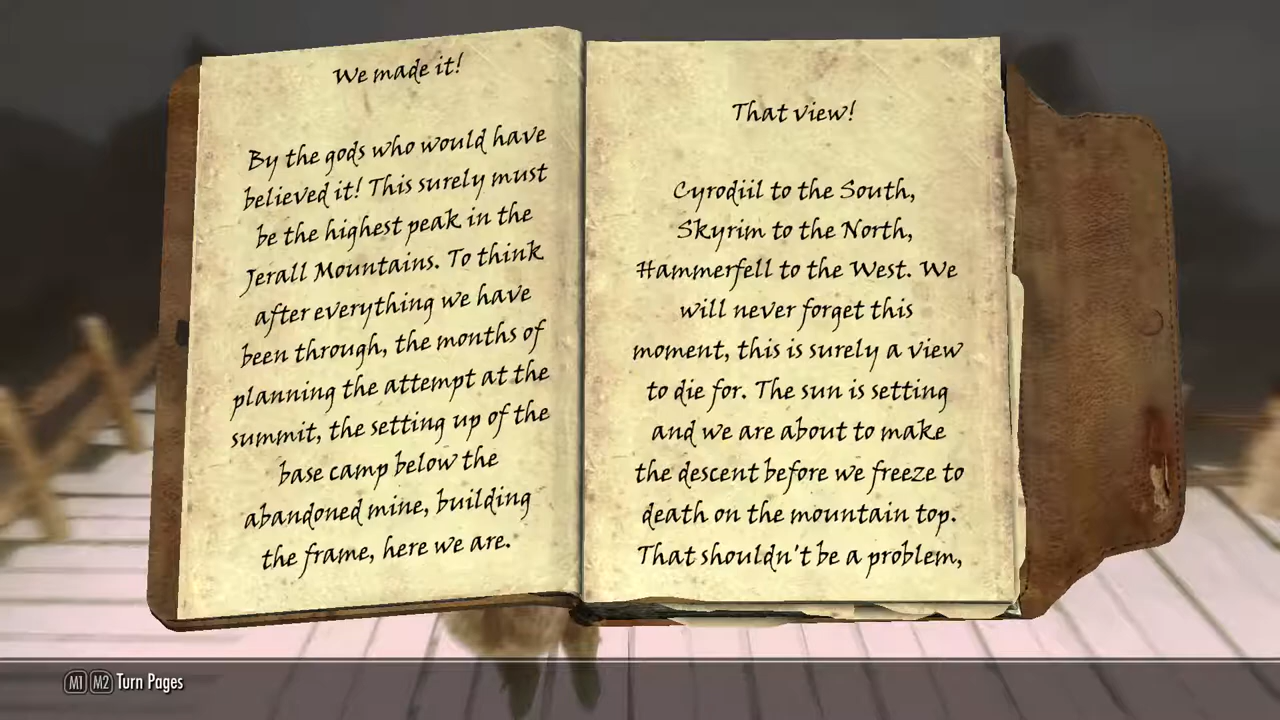 We made it!
By the gods who would have
believed it! This surely must
be the highest peak in the
Jerall Mountains. To think
after everything we have
been through, the months of
planning the attempt at the
summit, the setting up of the
base camp below the
abandoned mine, building
the frame, here we are.
That view!
Cyrodiil to the South,
Skyrim to the North,
Hammerfell to the West. We
will never forget this
moment, this is surely a view
to die for. The sun is setting
and we are about to make
the descent before we freeze to
death on the mountain top.
That shouldn't be a problem,
M1 M2 Turn Pages